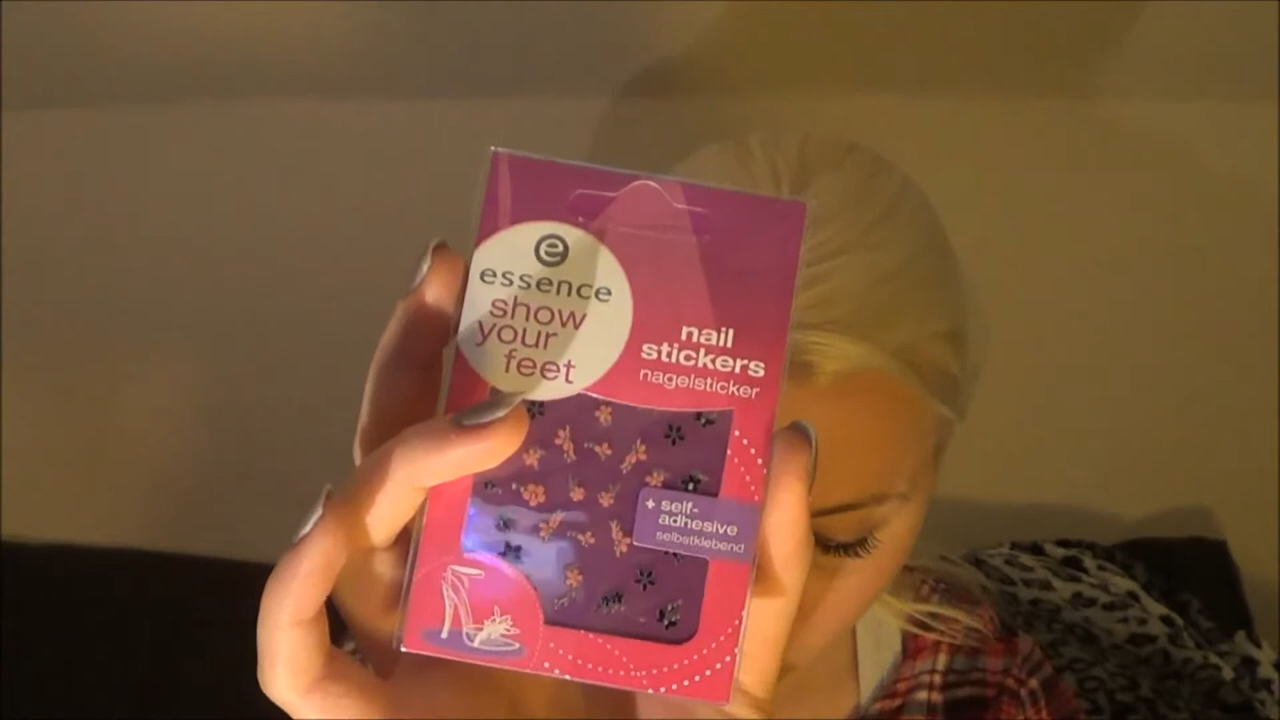 e
essence
show
your
feet
nail
stickers
nagelsticker
+ self-
adhesive
selbstklebend